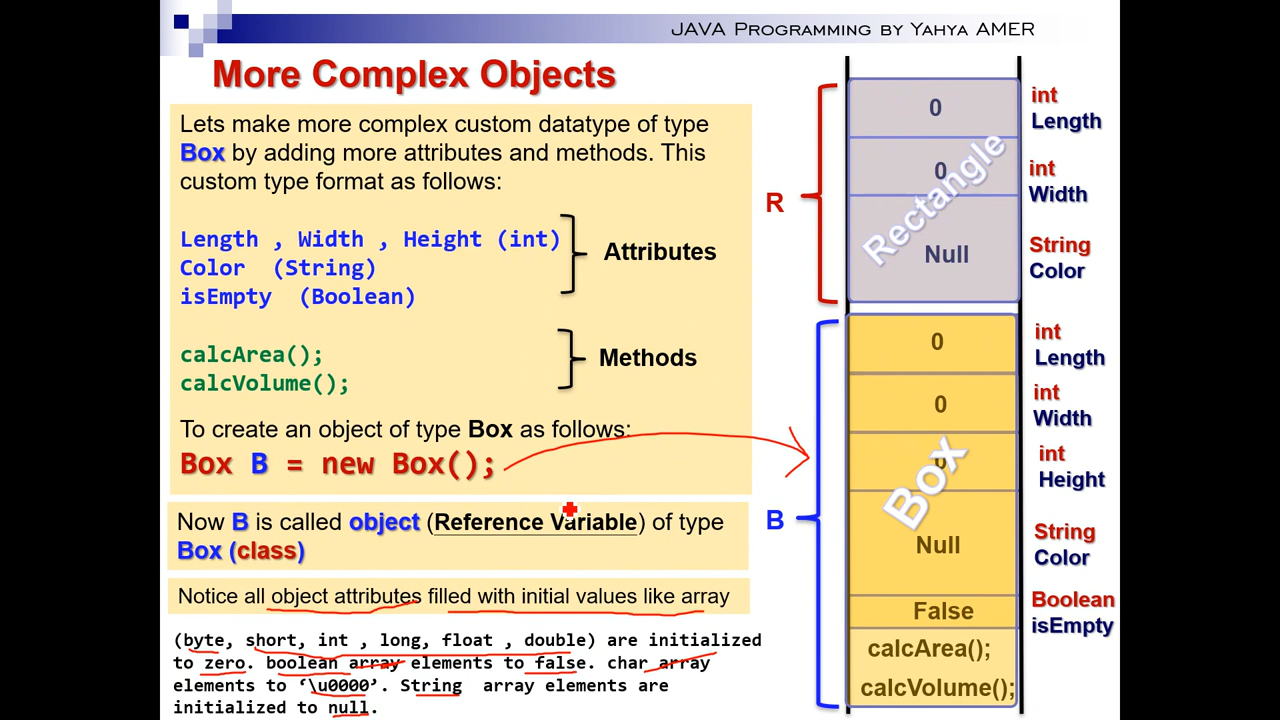 JAVA Programming by Yahya AMER
More Complex Objects
Lets make more complex custom datatype of type
Box by adding more attributes and methods. This
custom type format as follows:
Length , Width , Height (int)
Color (String)
isEmpty (Boolean)
Attributes
calcArea();
calcVolume();
Methods
To create an object of type Box as follows:
Box B = new Box();
Now B is called object (Reference Variable) of type
Box (class)
Notice all object attributes filled with initial values like array
(byte, short, int , long, float , double) are initialized
to zero. boolean array elements to false. char array
elements to ‘\u0000’. String array elements are
initialized to null.
R
0
int
Length
0
int
Width
Null
String
Color
Rectangle
B
0
int
Length
0
int
Width
0
int
Height
Null
String
Color
Box
False
Boolean
isEmpty
calcArea();
calcVolume();